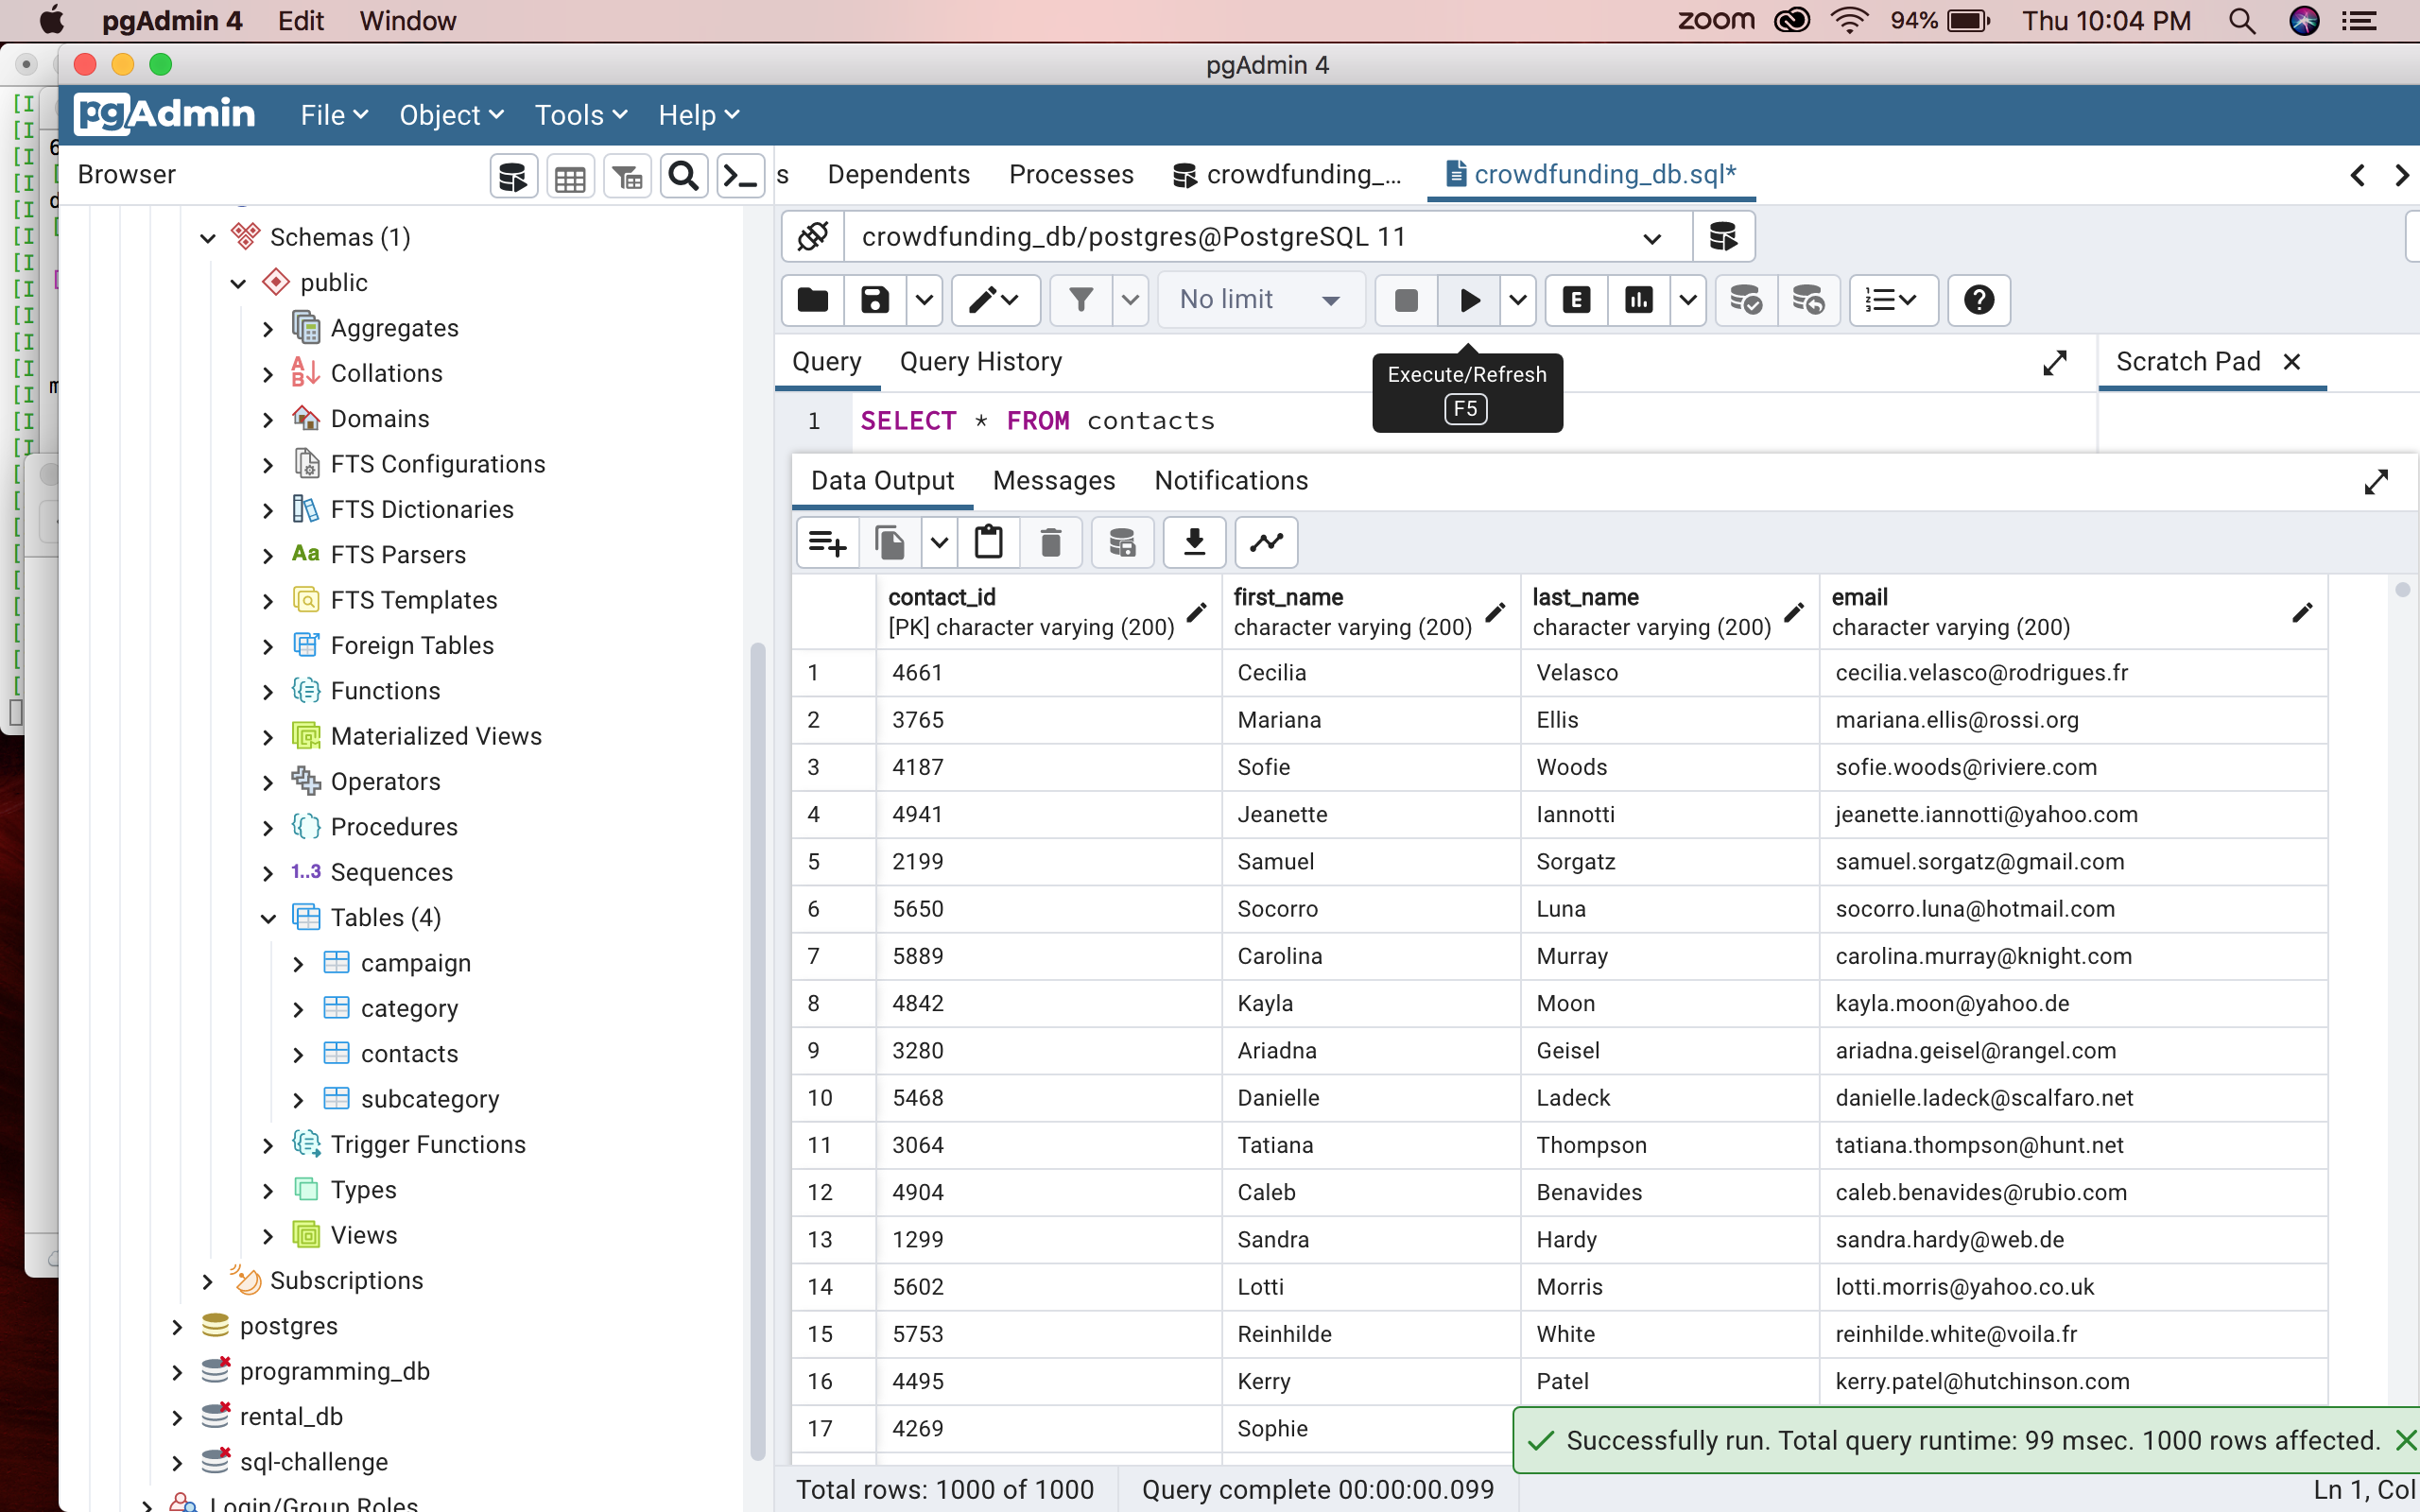 pgAdmin 4 Edit Window zoom 94% Thu 10:04 PM
pgAdmin 4
pgAdmin File Object Tools Help
Browser
s Dependents Processes crowdfunding_... crowdfunding_db.sql*
Schemas (1)
public
Aggregates
Collations
Domains
FTS Configurations
FTS Dictionaries
Aa FTS Parsers
FTS Templates
Foreign Tables
Functions
Materialized Views
Operators
Procedures
1..3 Sequences
Tables (4)
campaign
category
contacts
subcategory
Trigger Functions
Types
Views
Subscriptions
postgres
programming_db
rental_db
sql-challenge
Login/Group Roles
crowdfunding_db/postgres@PostgreSQL 11
No limit E
Query Query History
Execute/Refresh
F5
Scratch Pad
1 SELECT * FROM contacts
Data Output Messages Notifications
contact_id first_name last_name email
[PK] character varying (200) character varying (200) character varying (200) character varying (200)
1 4661 Cecilia Velasco cecilia.velasco@rodrigues.fr
2 3765 Mariana Ellis mariana.ellis@rossi.org
3 4187 Sofie Woods sofie.woods@riviere.com
4 4941 Jeanette Iannotti jeanette.iannotti@yahoo.com
5 2199 Samuel Sorgatz samuel.sorgatz@gmail.com
6 5650 Socorro Luna socorro.luna@hotmail.com
7 5889 Carolina Murray carolina.murray@knight.com
8 4842 Kayla Moon kayla.moon@yahoo.de
9 3280 Ariadna Geisel ariadna.geisel@rangel.com
10 5468 Danielle Ladeck danielle.ladeck@scalfaro.net
11 3064 Tatiana Thompson tatiana.thompson@hunt.net
12 4904 Caleb Benavides caleb.benavides@rubio.com
13 1299 Sandra Hardy sandra.hardy@web.de
14 5602 Lotti Morris lotti.morris@yahoo.co.uk
15 5753 Reinhilde White reinhilde.white@voila.fr
16 4495 Kerry Patel kerry.patel@hutchinson.com
17 4269 Sophie
Successfully run. Total query runtime: 99 msec. 1000 rows affected.
Total rows: 1000 of 1000 Query complete 00:00:00.099 Ln 1, Col